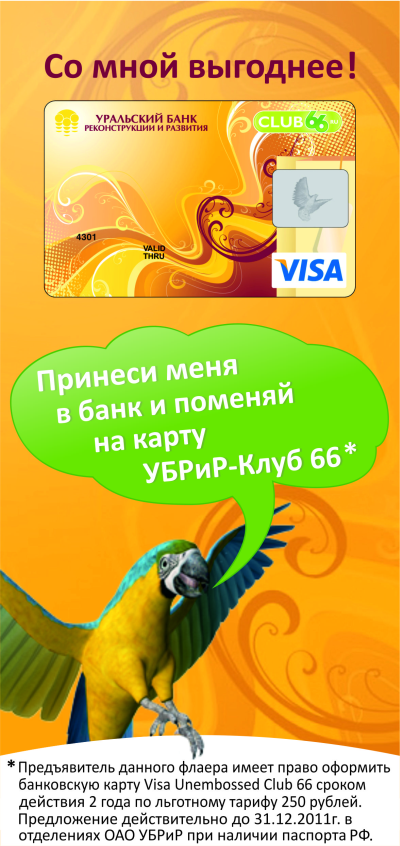 Со мной выгоднее!
УРАЛЬСКИЙ БАНК
РЕКОНСТРУКЦИИ И РАЗВИТИЯ
CLUB66.ru
4301
VALID
THRU
VISA
Принеси меня
в банк и поменяй
на карту
УБРиР-Клуб 66*
* Предъявитель данного флаера имеет право оформить
банковскую карту Visa Unembossed Club 66 сроком
действия 2 года по льготному тарифу 250 рублей.
Предложение действительно до 31.12.2011г. в
отделениях ОАО УБРиР при наличии паспорта РФ.